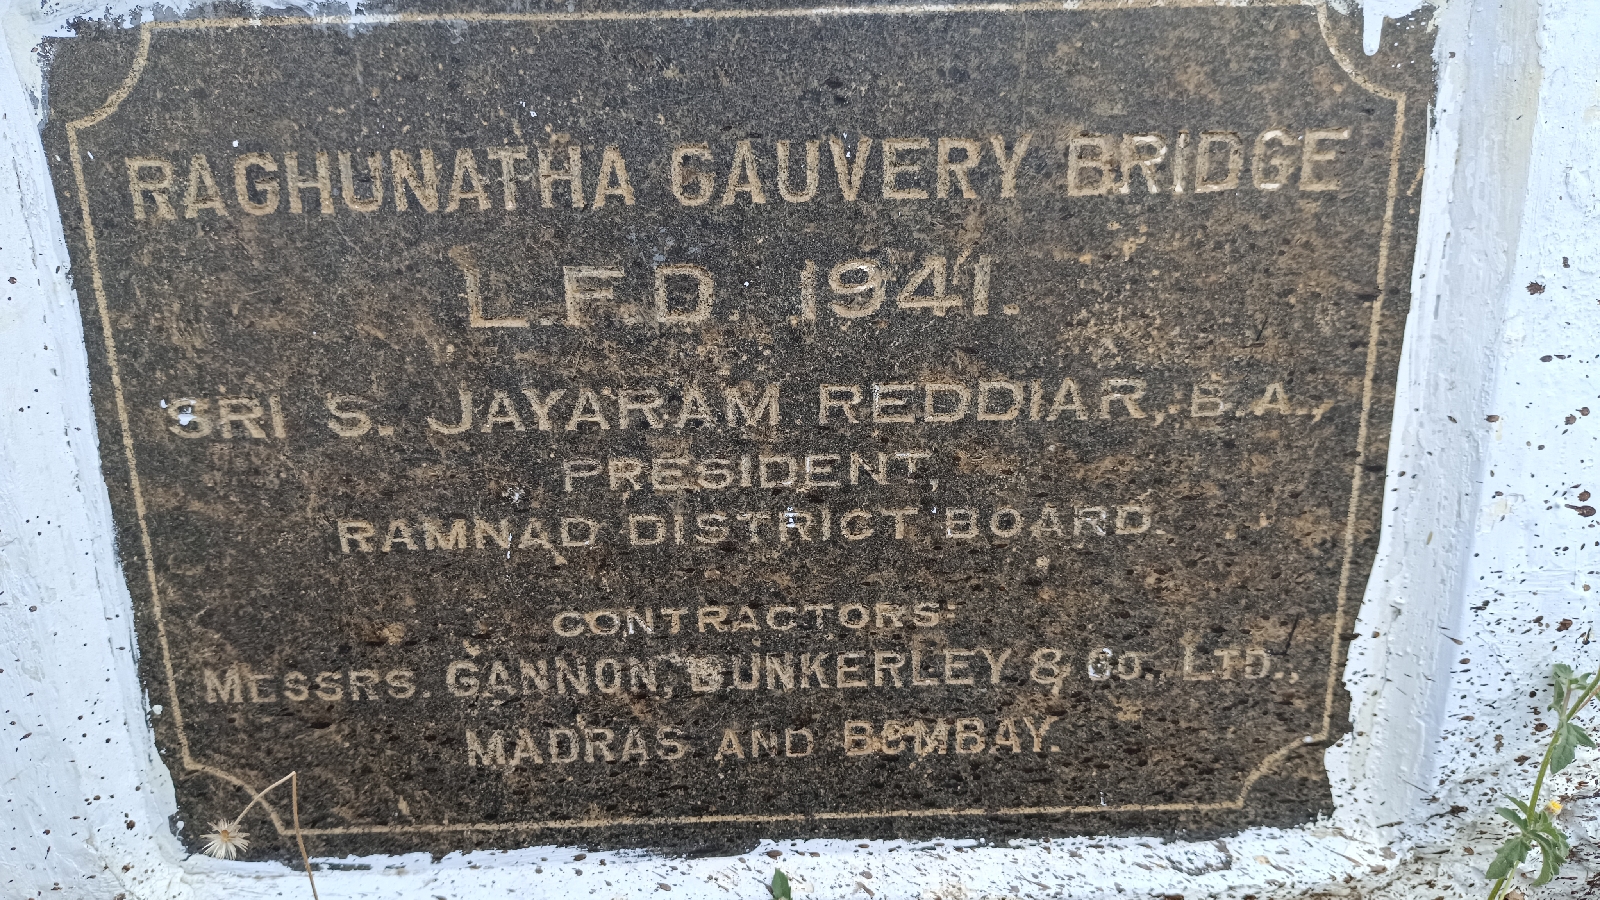 RAGHUNATHA CAUVERY BRIDGE
L.F.D. 1941.
SRI S. JAYARAM REDDIAR, B.A.,
PRESIDENT,
RAMNAD DISTRICT BOARD.
CONTRACTORS:
MESSRS. GANNON, DUNKERLEY & CO., LTD.,
MADRAS AND BOMBAY.